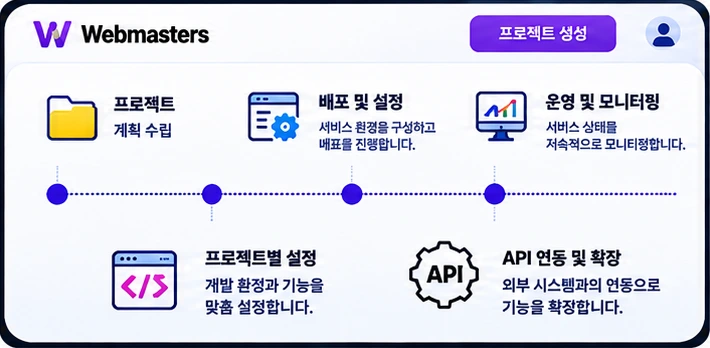 Webmasters
프로젝트 생성
프로젝트
계획 수립
배포 및 설정
서비스 환경을 구성하고
배포를 진행합니다.
운영 및 모니터링
서비스 상태를
저속적으로 모니터정합니다.
프로젝트별 설정
개발 환정과 기능을
맞춤 설정합니다.
API
API 연동 및 확장
외부 시스템과의 연동으로
기능을 확장합니다.